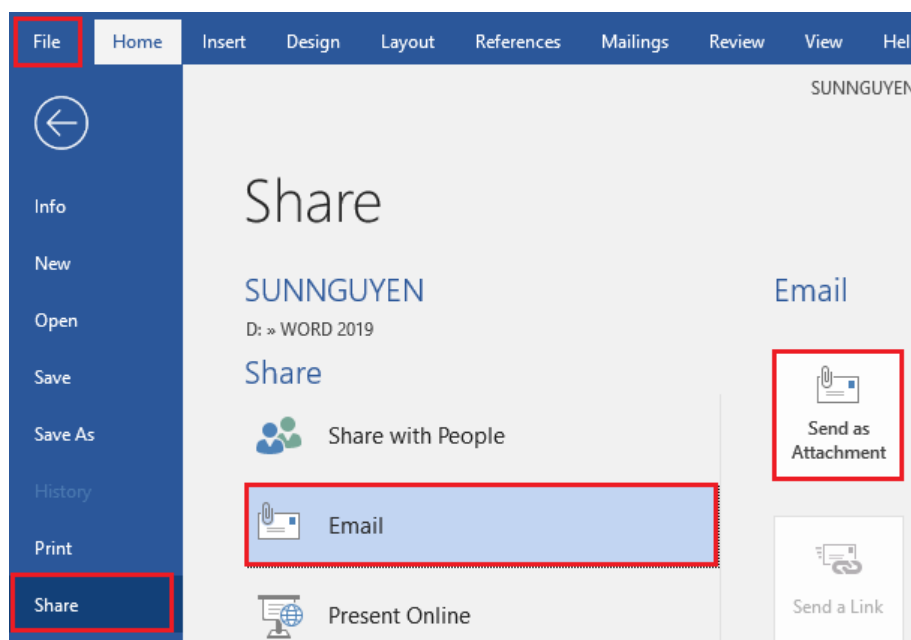 File Home Insert Design Layout References Mailings Review View Hel
SUNNGUYEN
Info
New
Open
Save
Save As
History
Print
Share
Share
SUNNGUYEN
D: » WORD 2019
Share
Share with People
Email
Present Online
Email
Send as
Attachment
Send a Link